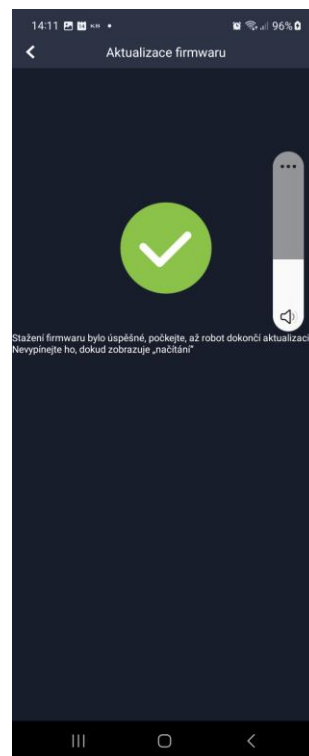 14:11
96%
Aktualizace firmwaru
Stažení firmwaru bylo úspěšné, počkejte, až robot dokončí aktualizaci
Nevypínejte ho, dokud zobrazuje „načítání“